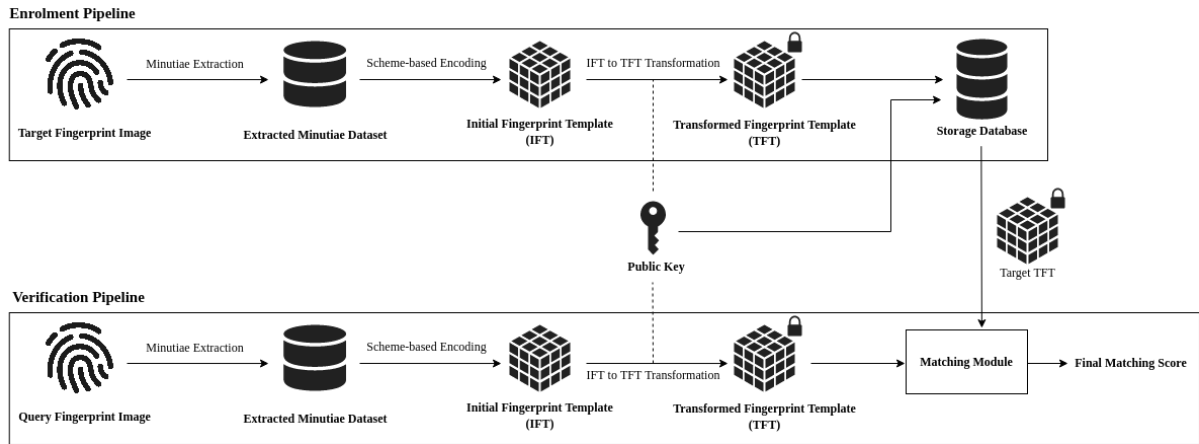 Enrolment Pipeline
Minutiae Extraction
Scheme-based Encoding
IFT to TFT Transformation
Target Fingerprint Image
Extracted Minutiae Dataset
Initial Fingerprint Template
(IFT)
Transformed Fingerprint Template
(TFT)
Storage Database
Public Key
Target TFT
Verification Pipeline
Minutiae Extraction
Scheme-based Encoding
IFT to TFT Transformation
Matching Module
Final Matching Score
Query Fingerprint Image
Extracted Minutiae Dataset
Initial Fingerprint Template
(IFT)
Transformed Fingerprint Template
(TFT)